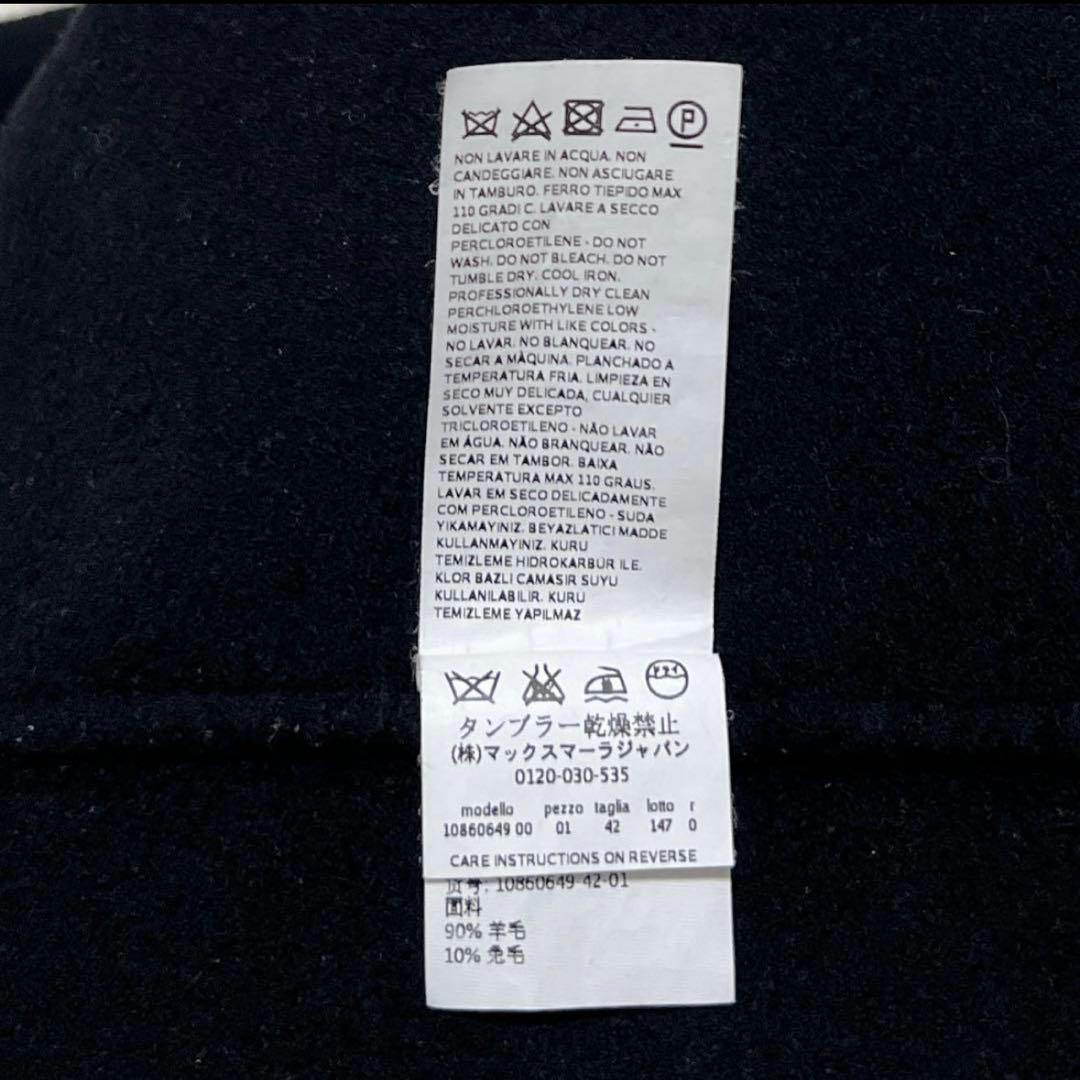 P
NON LAVARE IN ACQUA. NON
CANDEGGIARE. NON ASCIUGARE
IN TAMBURO. FERRO TIEPIDO MAX
110 GRADI C. LAVARE A SECCO
DELICATO CON
PERCLOROETILENE - DO NOT
WASH. DO NOT BLEACH. DO NOT
TUMBLE DRY. COOL IRON.
PROFESSIONALLY DRY CLEAN
PERCHLOROETHYLENE LOW
MOISTURE WITH LIKE COLORS -
NO LAVAR. NO BLANQUEAR. NO
SECAR A MÀQUINA. PLANCHADO A
TEMPERATURA FRIA. LIMPIEZA EN
SECO MUY DELICADA, CUALQUIER
SOLVENTE EXCEPTO
TRICLOROETILENO - NÃO LAVAR
EM ÁGUA. NÃO BRANQUEAR. NÃO
SECAR EM TAMBOR. BAIXA
TEMPERATURA MAX 110 GRAUS.
LAVAR EM SECO DELICADAMENTE
COM PERCLOROETILENO - SUDA
YIKAMAYINIZ. BEYAZLATICI MADDE
KULLANMAYINIZ. KURU
TEMIZLEME HIDROKARBÜR ILE.
KLOR BAZLI CAMASIR SUYU
KULLANILABILIR. KURU
TEMIZLEME YAPILMAZ
ドライ
タンブラー乾燥禁止
(株)マックスマーラジャパン
0120-030-535
modello pezzo taglia lotto r
10860649 00 01 42 147 0
CARE INSTRUCTIONS ON REVERSE
货号: 10860649-42-01
面料
90% 羊毛
10% 兔毛